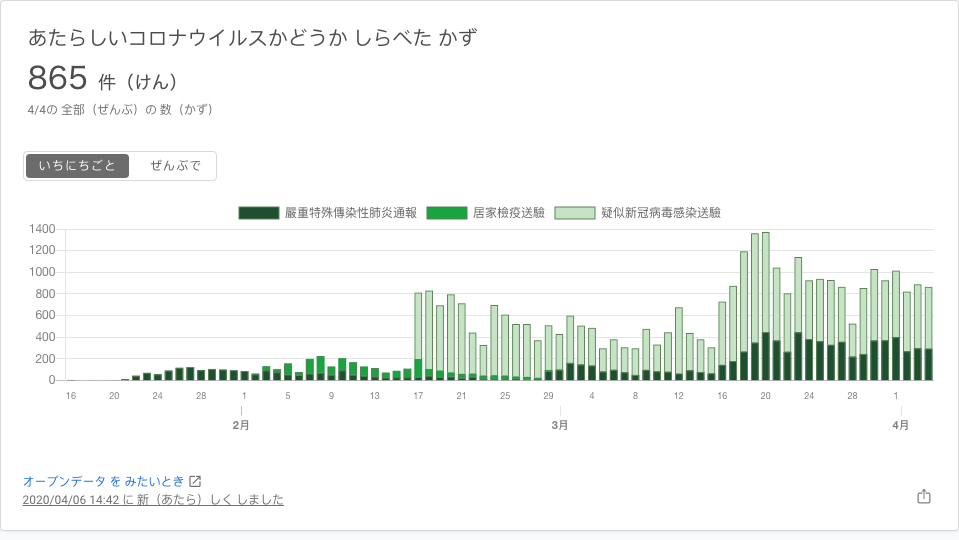 あたらしいコロナウイルスかどうか しらべた かず
865 件（けん）
4/4の 全部（ぜんぶ）の 数（かず）
いちにちごと ぜんぶで
嚴重特殊傳染性肺炎通報 居家檢疫送驗 疑似新冠病毒感染送驗
1400
1200
1000
800
600
400
200
0
16 20 24 28 1 5 9 13 17 21 25 29 4 8 12 16 20 24 28 1
2月 3月 4月
オープンデータ を みたいとき
2020/04/06 14:42 に 新（あたら）しく しました